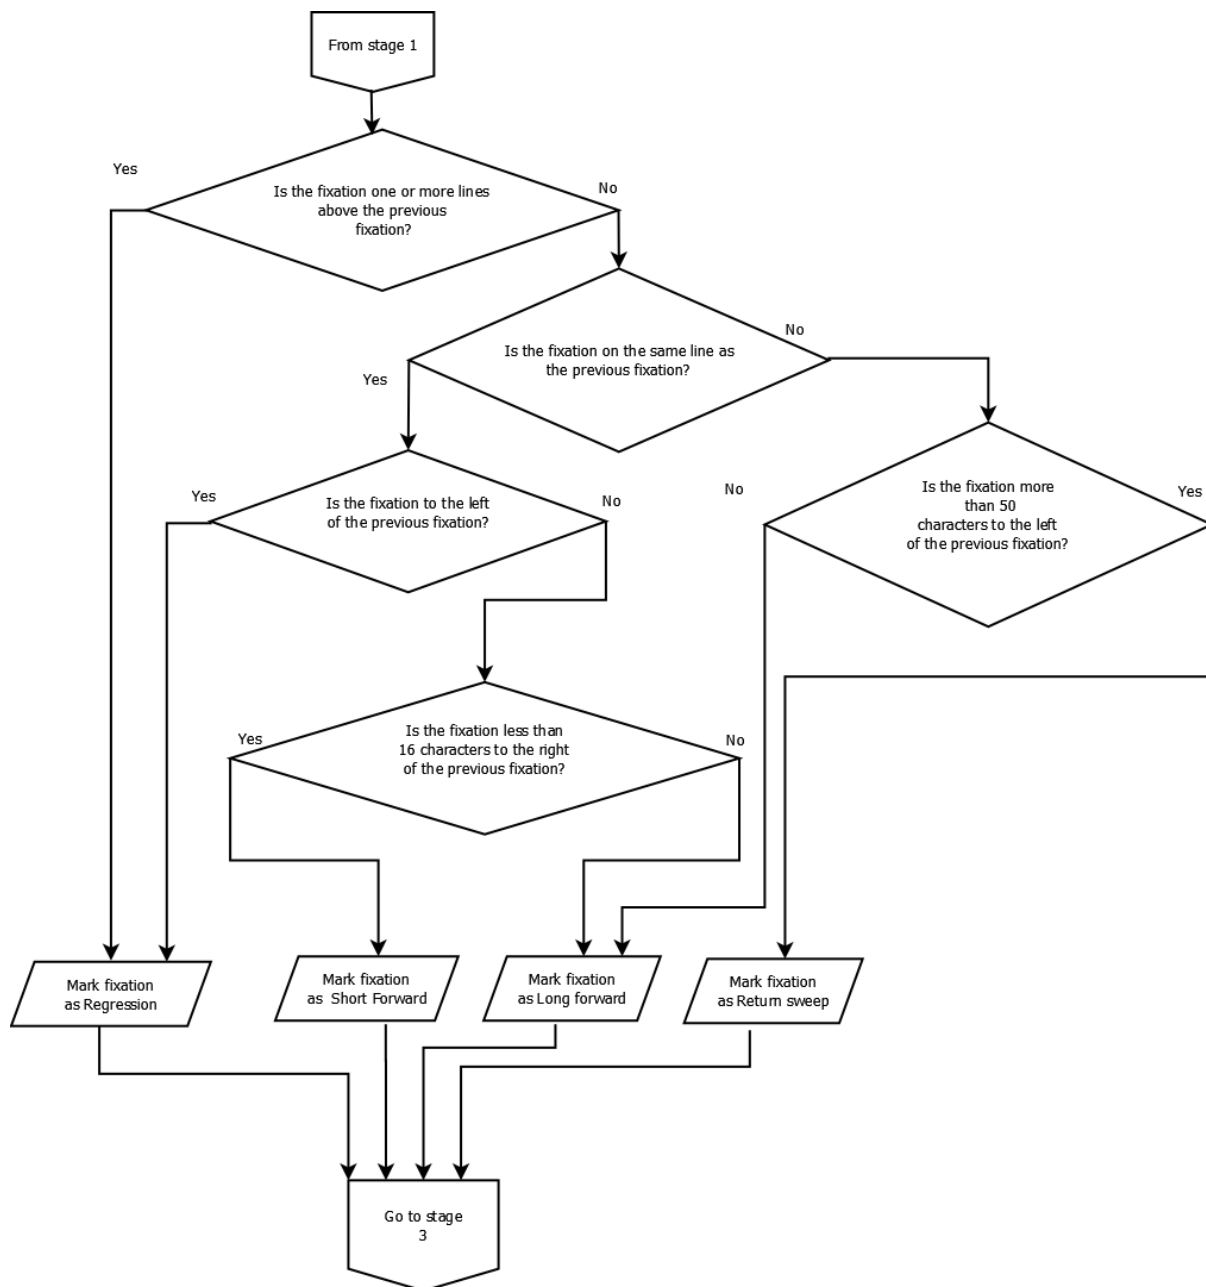 From stage 1
Yes
Is the fixation one or more lines
above the previous
fixation?
No
Is the fixation on the same line as
the previous fixation?
No
Yes
Yes
Is the fixation to the left
of the previous fixation?
No
No
Is the fixation more
than 50
characters to the left
of the previous fixation?
Yes
Yes
Is the fixation less than
16 characters to the right
of the previous fixation?
No
Mark fixation
as Regression
Mark fixation
as Short Forward
Mark fixation
as Long forward
Mark fixation
as Return sweep
Go to stage
3